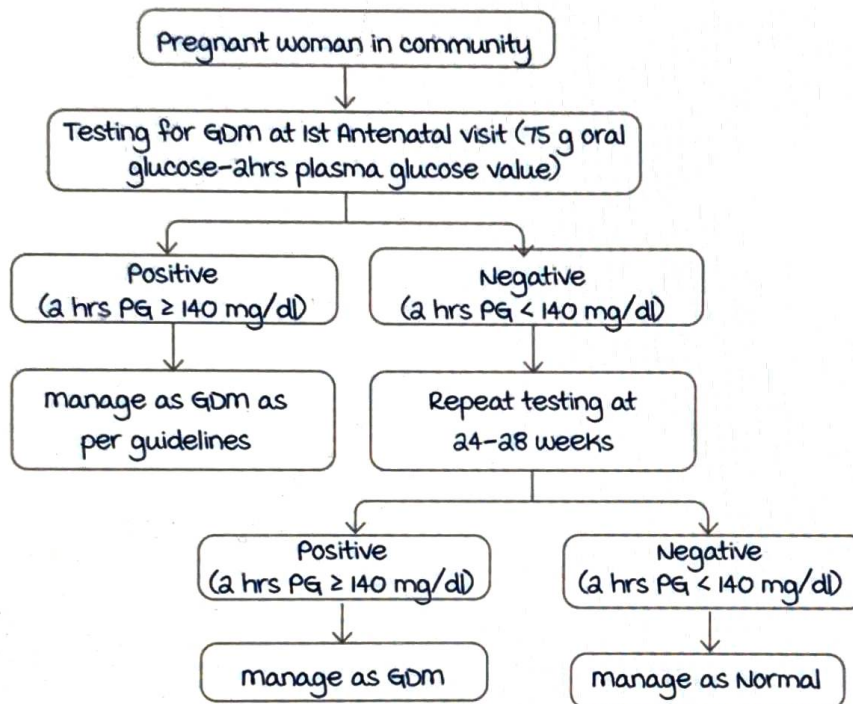 Pregnant woman in community
Testing for GDM at 1st Antenatal visit (75 g oral
glucose-2hrs plasma glucose value)
Positive
(2 hrs PG ≥ 140 mg/dl)
Negative
(2 hrs PG < 140 mg/dl)
manage as GDM as
per guidelines
Repeat testing at
24-28 weeks
Positive
(2 hrs PG ≥ 140 mg/dl)
Negative
(2 hrs PG < 140 mg/dl)
manage as GDM
manage as Normal